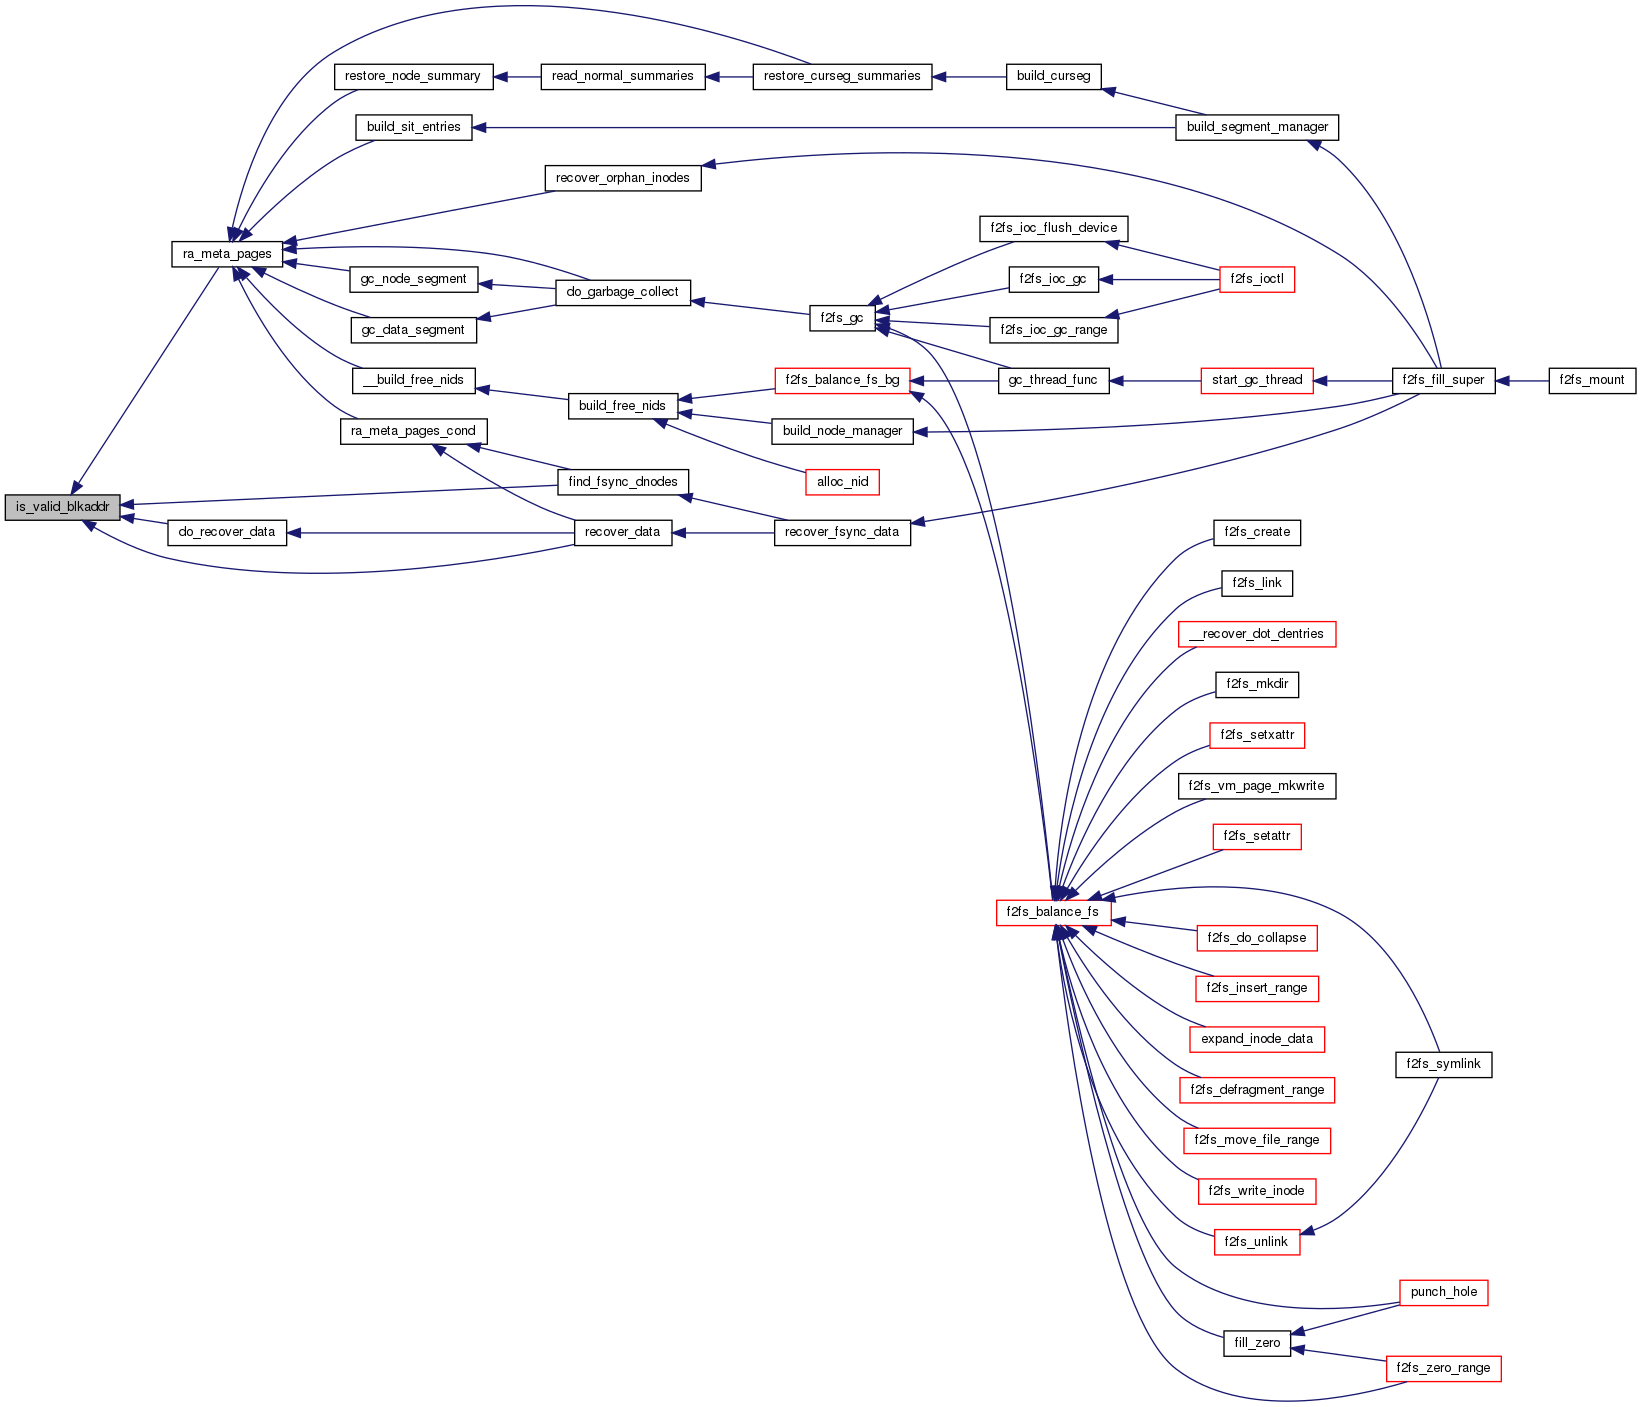 restore_node_summary
read_normal_summaries
restore_curseg_summaries
build_curseg
build_sit_entries
build_segment_manager
recover_orphan_inodes
f2fs_ioc_flush_device
ra_meta_pages
gc_node_segment
do_garbage_collect
f2fs_ioc_gc
f2fs_ioctl
gc_data_segment
f2fs_gc
f2fs_ioc_gc_range
__build_free_nids
f2fs_balance_fs_bg
gc_thread_func
start_gc_thread
f2fs_fill_super
f2fs_mount
build_free_nids
ra_meta_pages_cond
build_node_manager
find_fsync_dnodes
alloc_nid
is_valid_blkaddr
do_recover_data
recover_data
recover_fsync_data
f2fs_create
f2fs_link
__recover_dot_dentries
f2fs_mkdir
f2fs_setxattr
f2fs_vm_page_mkwrite
f2fs_setattr
f2fs_balance_fs
f2fs_do_collapse
f2fs_insert_range
expand_inode_data
f2fs_symlink
f2fs_defragment_range
f2fs_move_file_range
f2fs_write_inode
f2fs_unlink
punch_hole
fill_zero
f2fs_zero_range